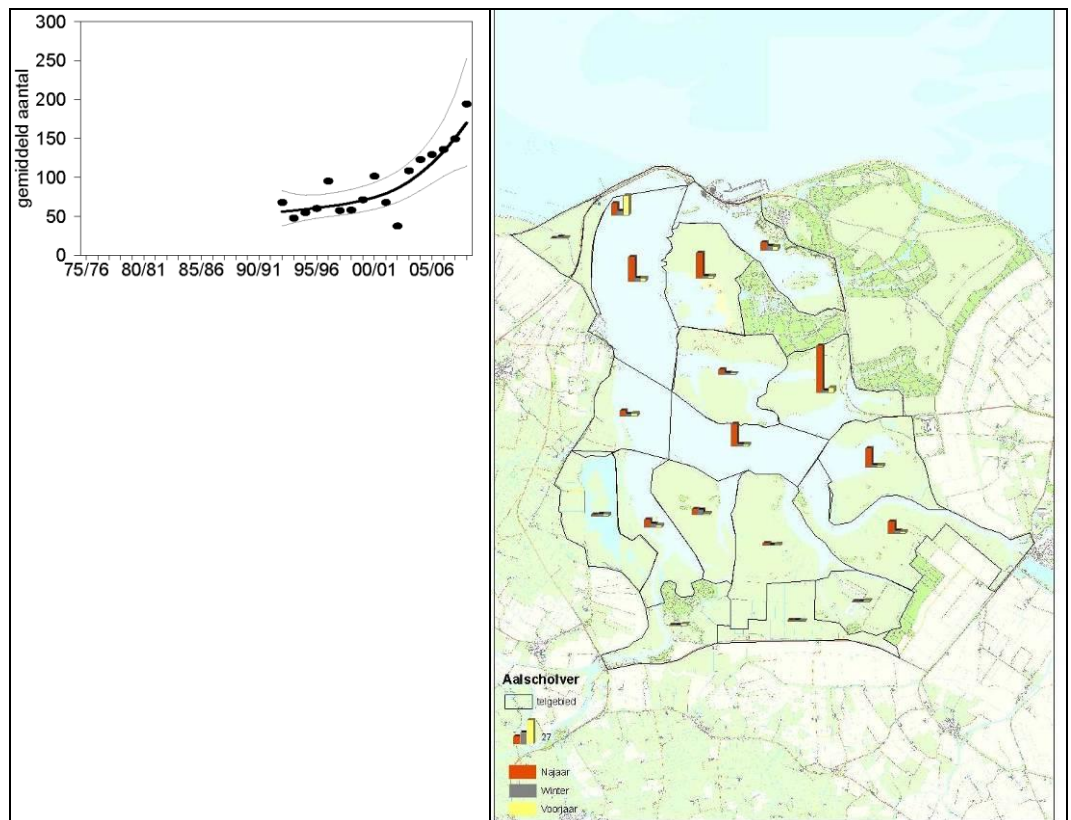 300
250
200
150
100
50
0
gemiddeld aantal
75/76 80/81 85/86 90/91 95/96 00/01 05/06
Aalscholver
telgebied
27
Najaar
Winter
Voorjaar